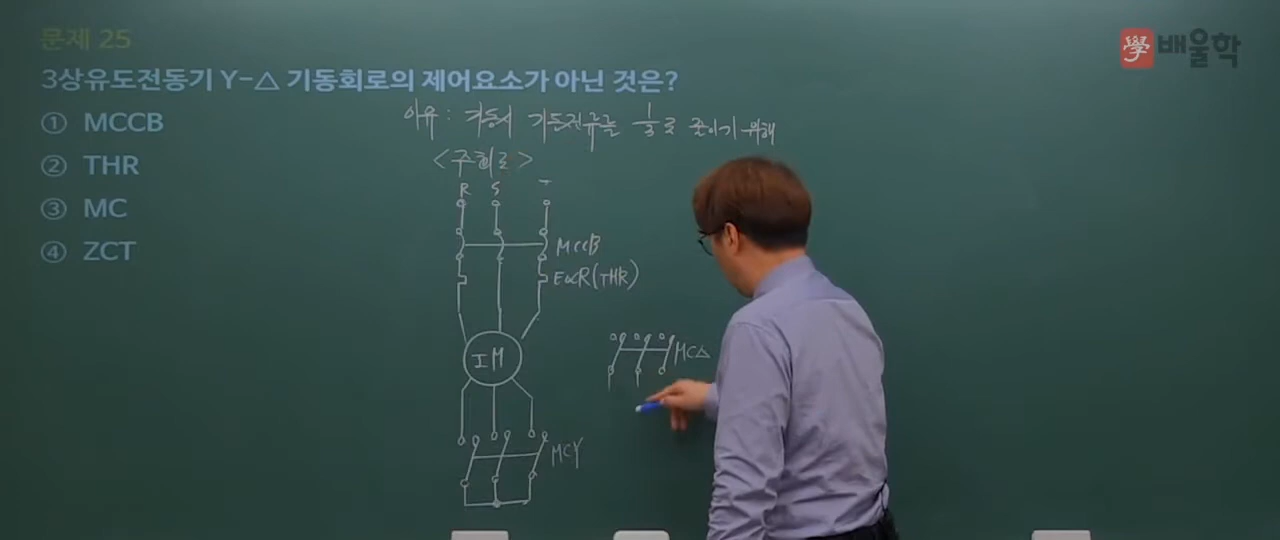 문제 25
學 배울학
3상유도전동기 Y-△ 기동회로의 제어요소가 아닌 것은?
① MCCB
② THR
③ MC
④ ZCT
이유 : 기동시 기동전류를 1/3로 줄이기 위해
<주회로>
R S T
MCCB
EOCR(THR)
IM
MC△
MCY